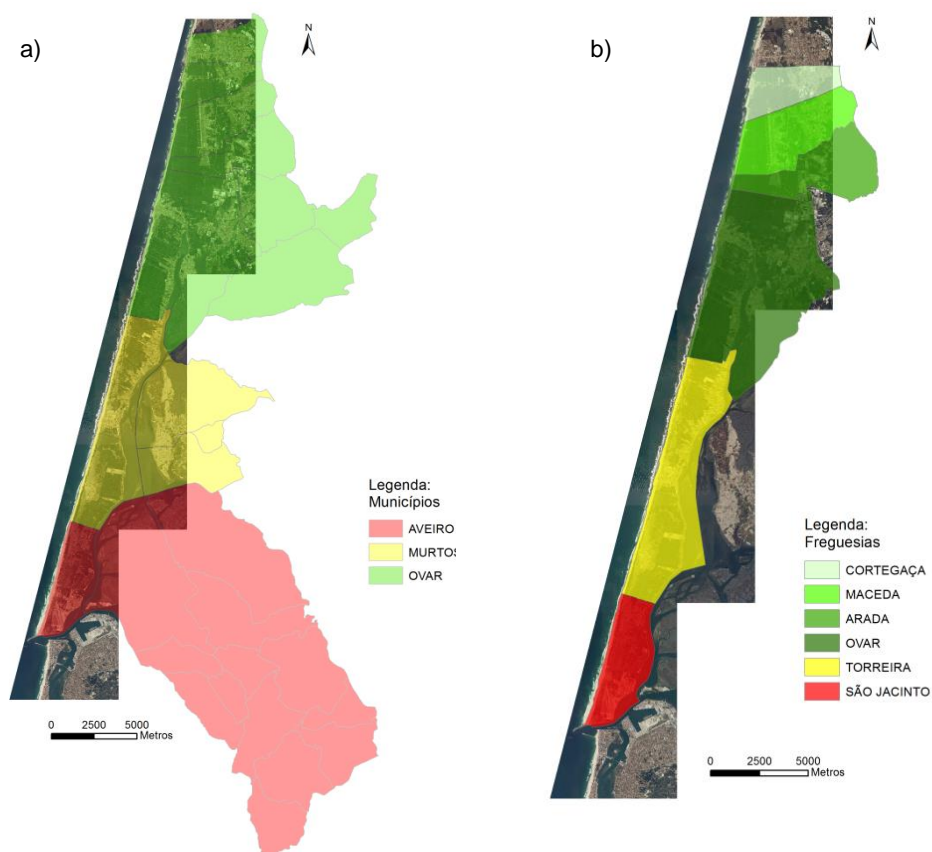 a)
N
Legenda:
Municípios
AVEIRO
MURTOS
OVAR
0 2500 5000
Metros
b)
N
Legenda:
Freguesias
CORTEGAÇA
MACEDA
ARADA
OVAR
TORREIRA
SÃO JACINTO
0 2500 5000
Metros